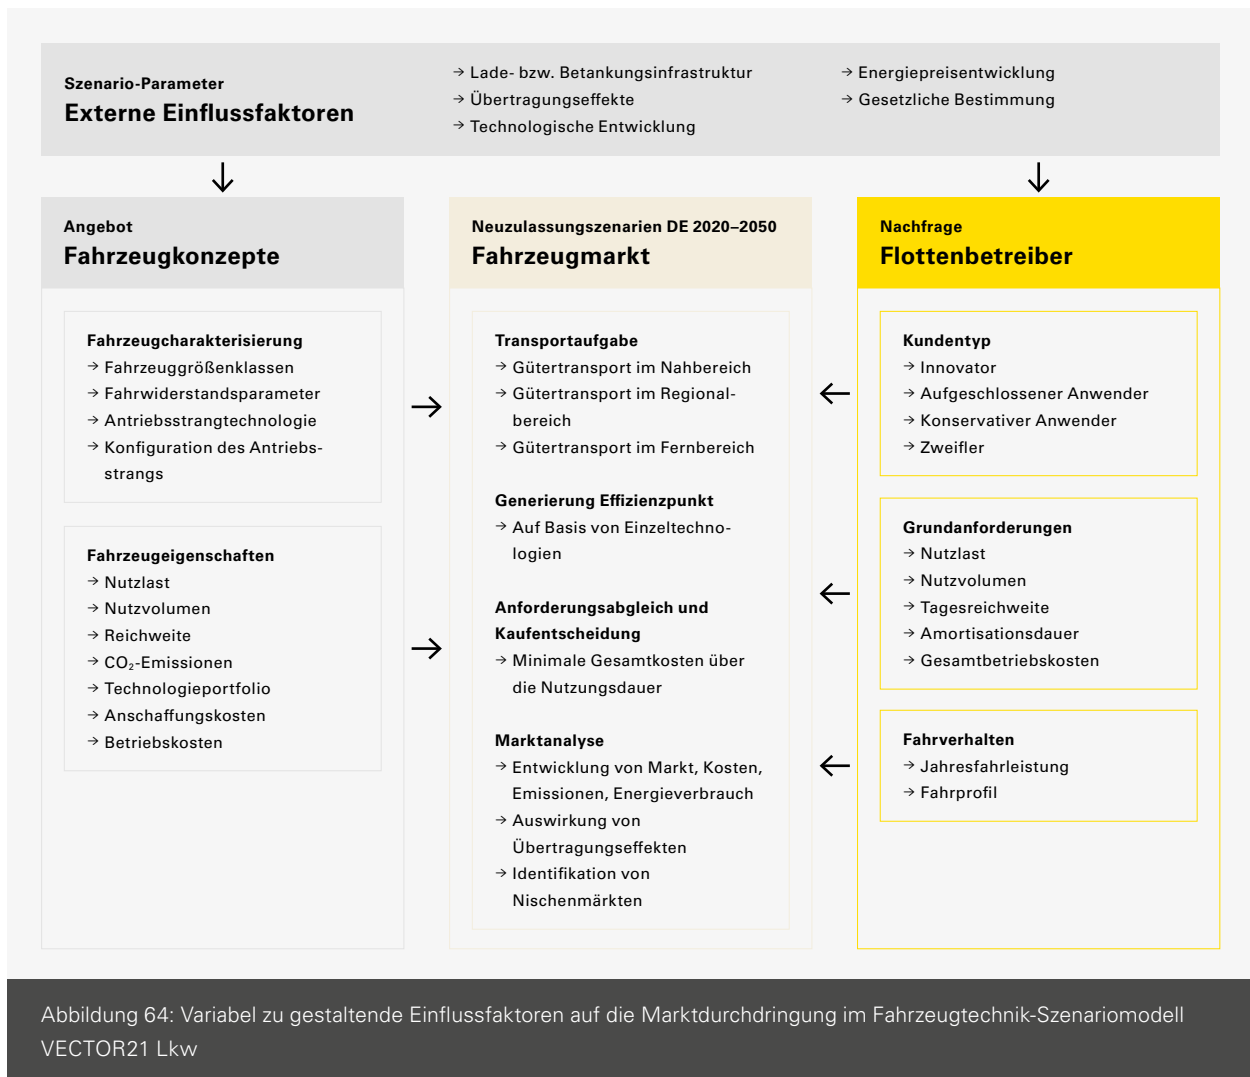 Szenario-Parameter
Externe Einflussfaktoren
→ Lade- bzw. Betankungsinfrastruktur
→ Übertragungseffekte
→ Technologische Entwicklung
→ Energiepreisentwicklung
→ Gesetzliche Bestimmung
Angebot
Fahrzeugkonzepte
Fahrzeugcharakterisierung
→ Fahrzeuggrößenklassen
→ Fahrwiderstandsparameter
→ Antriebsstrangtechnologie
→ Konfiguration des Antriebs-
strangs
Fahrzeugeigenschaften
→ Nutzlast
→ Nutzvolumen
→ Reichweite
→ CO₂-Emissionen
→ Technologieportfolio
→ Anschaffungskosten
→ Betriebskosten
Neuzulassungszenarien DE 2020–2050
Fahrzeugmarkt
Transportaufgabe
→ Gütertransport im Nahbereich
→ Gütertransport im Regional-
bereich
→ Gütertransport im Fernbereich
Generierung Effizienzpunkt
→ Auf Basis von Einzeltechno-
logien
Anforderungsabgleich und
Kaufentscheidung
→ Minimale Gesamtkosten über
die Nutzungsdauer
Marktanalyse
→ Entwicklung von Markt, Kosten,
Emissionen, Energieverbrauch
→ Auswirkung von
Übertragungseffekten
→ Identifikation von
Nischenmärkten
Nachfrage
Flottenbetreiber
Kundentyp
→ Innovator
→ Aufgeschlossener Anwender
→ Konservativer Anwender
→ Zweifler
Grundanforderungen
→ Nutzlast
→ Nutzvolumen
→ Tagesreichweite
→ Amortisationsdauer
→ Gesamtbetriebskosten
Fahrverhalten
→ Jahresfahrleistung
→ Fahrprofil
Abbildung 64: Variabel zu gestaltende Einflussfaktoren auf die Marktdurchdringung im Fahrzeugtechnik-Szenariomodell
VECTOR21 Lkw